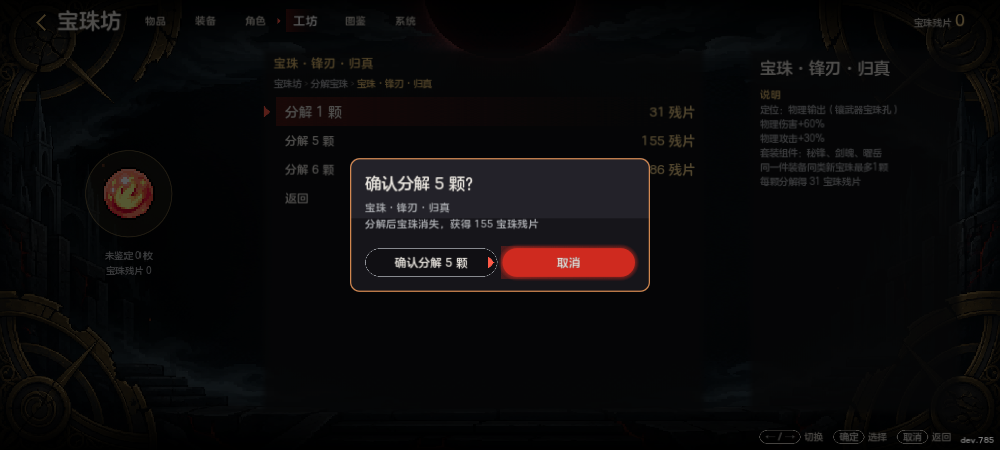 宝珠坊 物品 装备 角色 工坊 图鉴 系统 宝珠残片 0
宝珠·锋刃·归真
宝珠坊 · 分解宝珠 · 宝珠·锋刃·归真
分解 1 颗 31 残片
分解 5 颗 155 残片
分解 6 颗 86 残片
返回
未鉴定 0 枚
宝珠残片 0
宝珠·锋刃·归真
说明
定位：物理输出（镶武器宝珠孔）
物理伤害+60%
物理攻击+30%
套装组件：秘锋、剑魄、曜岳
同一件装备同类新宝珠最多1颗
每颗分解得 31 宝珠残片
确认分解 5 颗?
宝珠·锋刃·归真
分解后宝珠消失，获得 155 宝珠残片
确认分解 5 颗 取消
←/→ 切换 确定 选择 取消 返回 dev.785